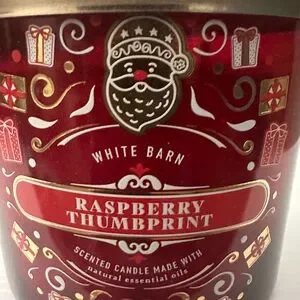 WHITE BARN
RASPBERRY
THUMBPRINT
SCENTED CANDLE MADE WITH
natural essential oils